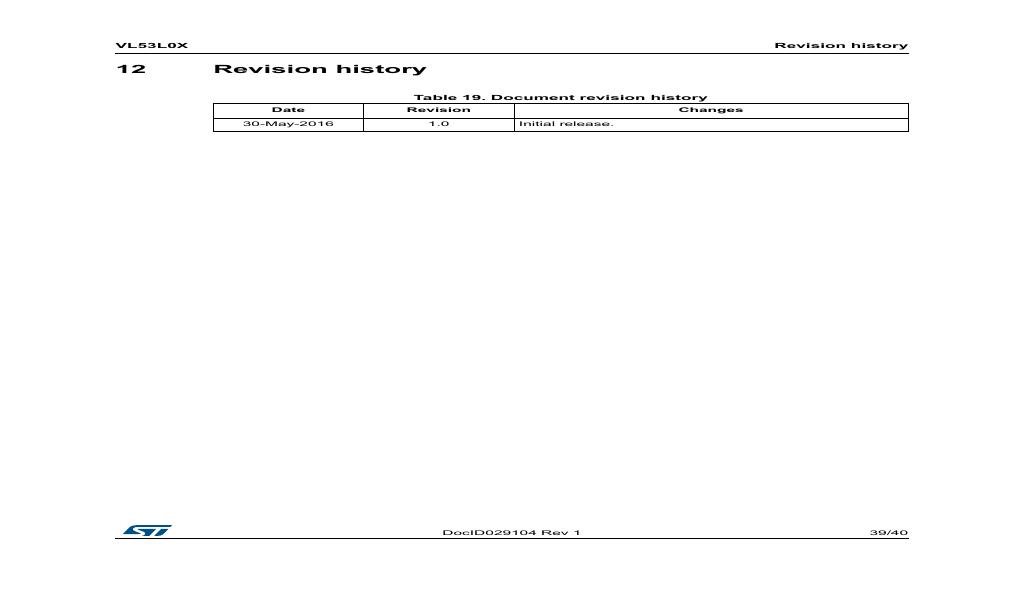 VL53L0X Revision history
12 Revision history
Table 19. Document revision history
Date Revision Changes
30-May-2016 1.0 Initial release.
ST DocID029104 Rev 1 39/40